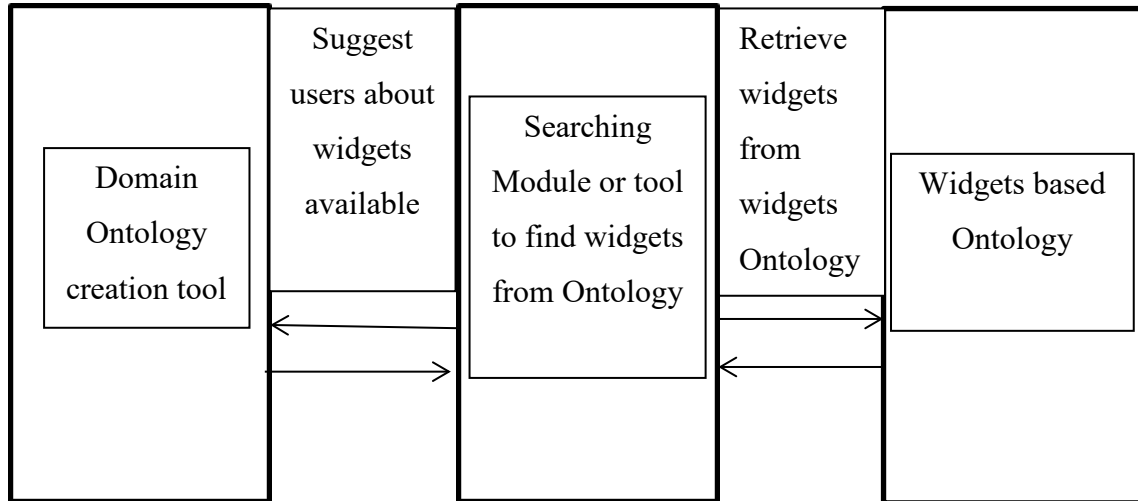 Domain
Ontology
creation tool
Suggest
users about
widgets
available
Searching
Module or tool
to find widgets
from Ontology
Retrieve
widgets
from
widgets
Ontology
Widgets based
Ontology